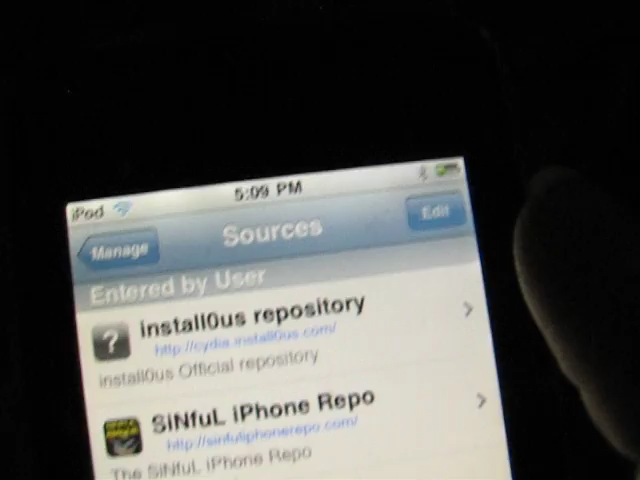 iPod 5:09 PM
Manage Sources Edit
Entered by User
install0us repository
http://cydia.install0us.com/
install0us Official repository
SiNfuL iPhone Repo
http://sinfuliphonerepo.com/
The SiNfuL iPhone Repo